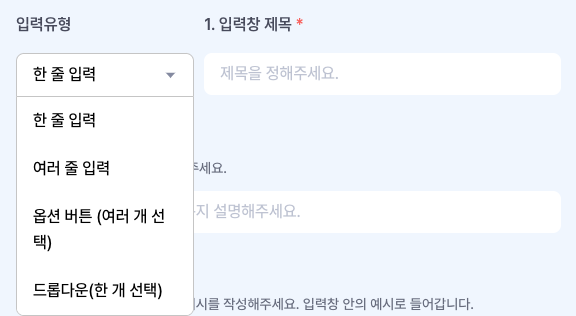 입력유형
1. 입력창 제목 *
한 줄 입력
제목을 정해주세요.
한 줄 입력
여러 줄 입력
주세요.
옵션 버튼 (여러 개 선
택)
지 설명해주세요.
드롭다운(한 개 선택)
시를 작성해주세요. 입력창 안의 예시로 들어갑니다.